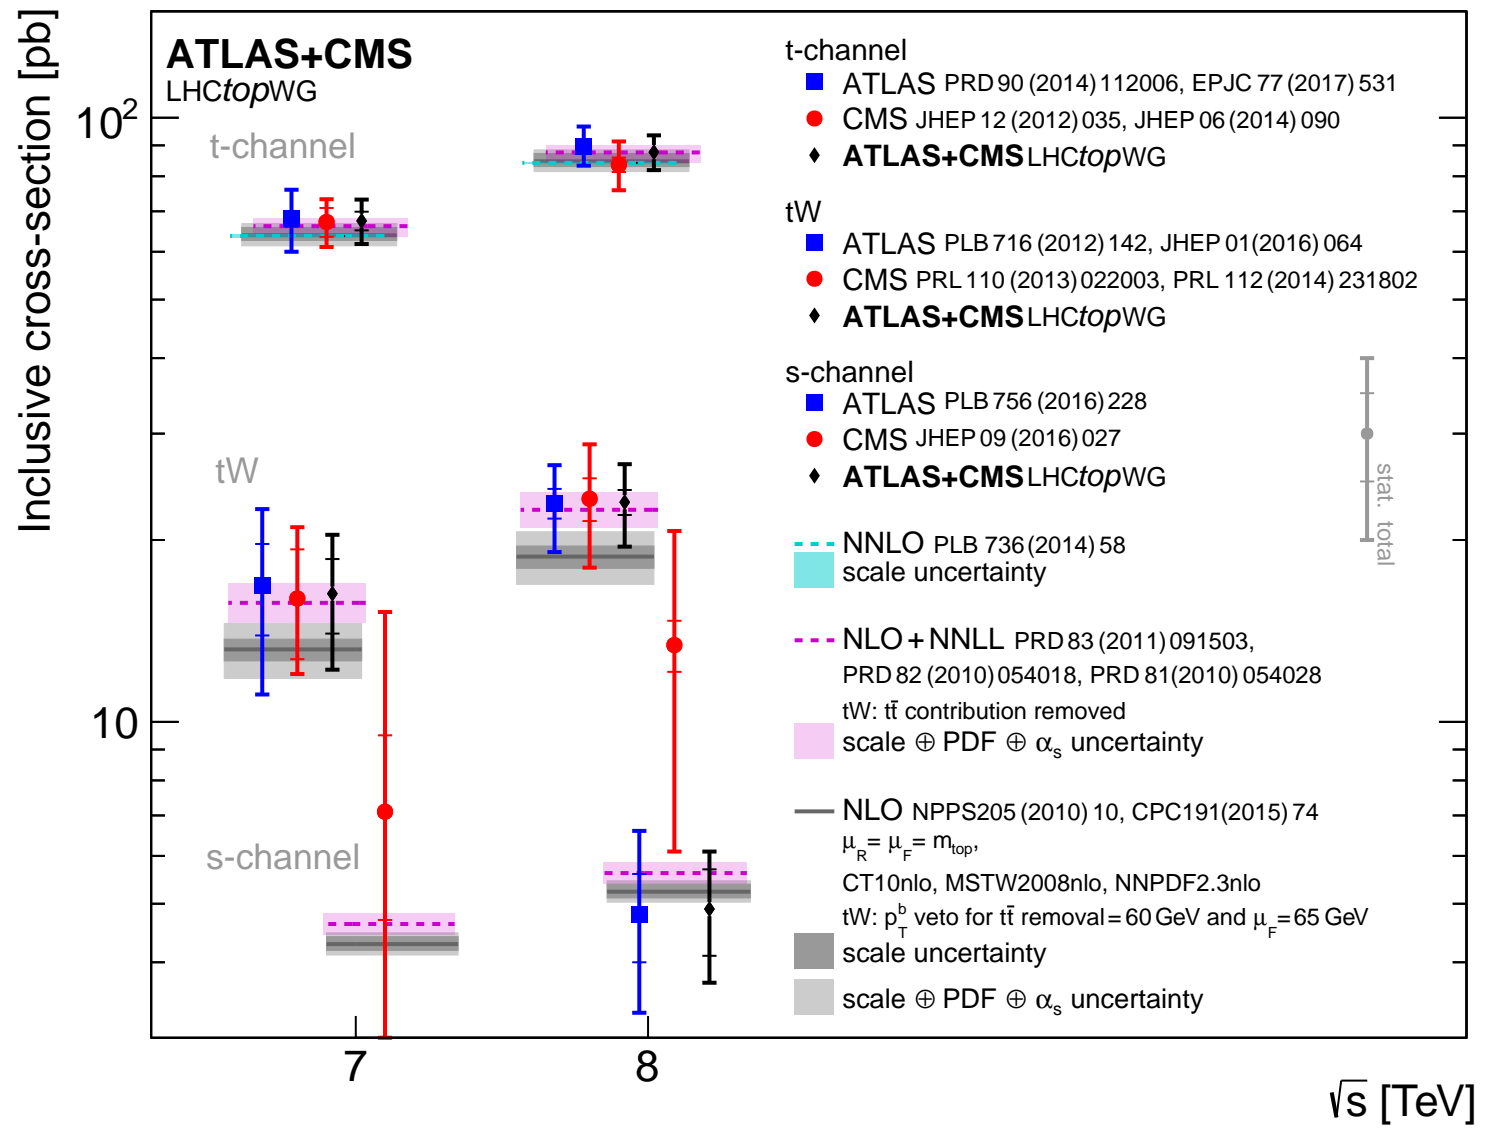 Inclusive cross-section [pb]
10²
10
ATLAS+CMS
LHCtopWG
t-channel
tW
s-channel
t-channel
ATLAS PRD 90 (2014) 112006, EPJC 77 (2017) 531
CMS JHEP 12 (2012) 035, JHEP 06 (2014) 090
ATLAS+CMS LHCtopWG
tW
ATLAS PLB 716 (2012) 142, JHEP 01(2016) 064
CMS PRL 110 (2013) 022003, PRL 112 (2014) 231802
ATLAS+CMS LHCtopWG
s-channel
ATLAS PLB 756 (2016) 228
CMS JHEP 09 (2016) 027
ATLAS+CMS LHCtopWG
stat. total
NNLO PLB 736 (2014) 58
scale uncertainty
NLO + NNLL PRD 83 (2011) 091503,
PRD 82 (2010) 054018, PRD 81(2010) 054028
tW: tt̄ contribution removed
scale ⊕ PDF ⊕ αs uncertainty
NLO NPPS205 (2010) 10, CPC191(2015) 74
μR = μF = mtop,
CT10nlo, MSTW2008nlo, NNPDF2.3nlo
tW: pTb veto for tt̄ removal = 60 GeV and μF = 65 GeV
scale uncertainty
scale ⊕ PDF ⊕ αs uncertainty
7
8
√s [TeV]